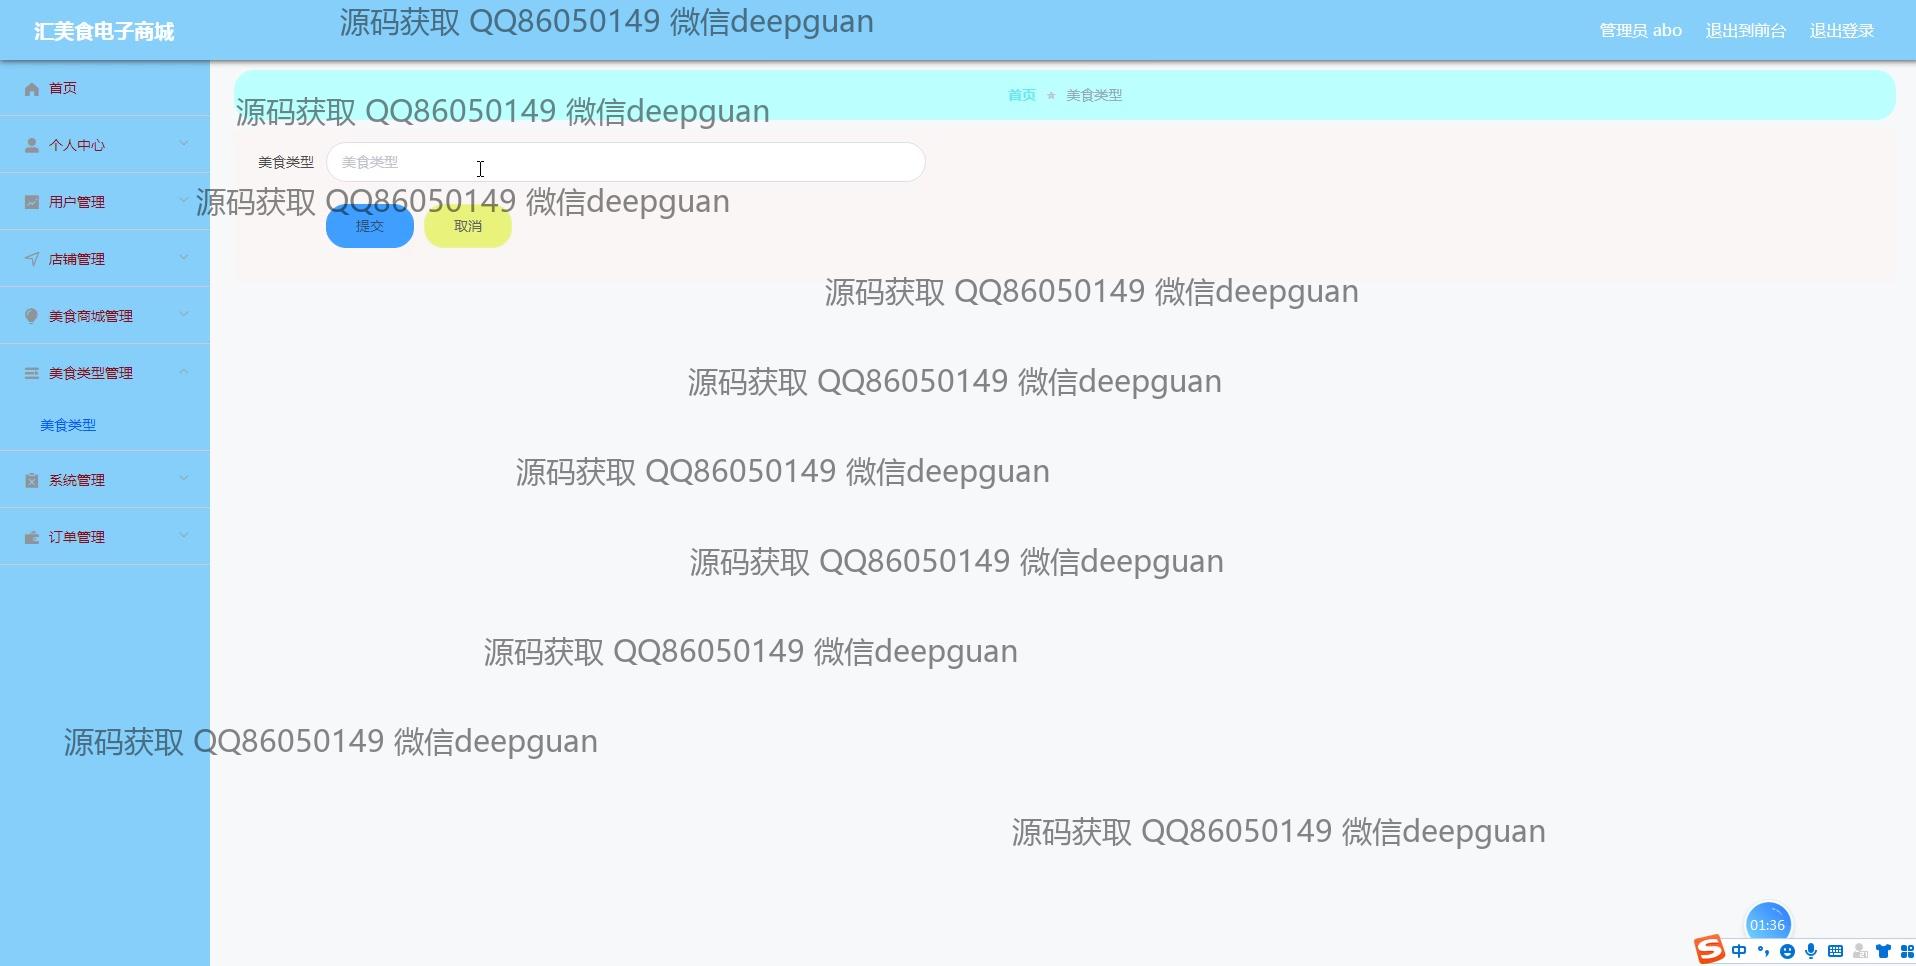 汇美食电子商城
源码获取 QQ86050149 微信deepguan
管理员 abo
退出到前台
退出登录
首页
个人中心
用户管理
店铺管理
美食商城管理
美食类型管理
美食类型
系统管理
订单管理
首页
美食类型
源码获取 QQ86050149 微信deepguan
美食类型
美食类型
源码获取 QQ86050149 微信deepguan
提交
取消
源码获取 QQ86050149 微信deepguan
源码获取 QQ86050149 微信deepguan
源码获取 QQ86050149 微信deepguan
源码获取 QQ86050149 微信deepguan
源码获取 QQ86050149 微信deepguan
源码获取 QQ86050149 微信deepguan
源码获取 QQ86050149 微信deepguan
01:36
中